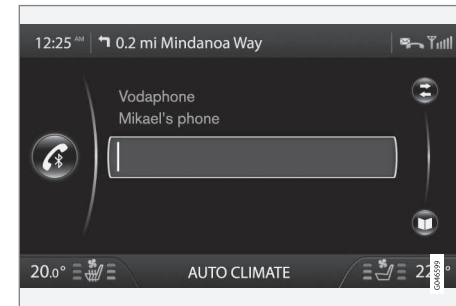 12:25 AM 0.2 mi Mindanoa Way
Vodaphone
Mikael's phone
20.0° AUTO CLIMATE 22 °
G046599